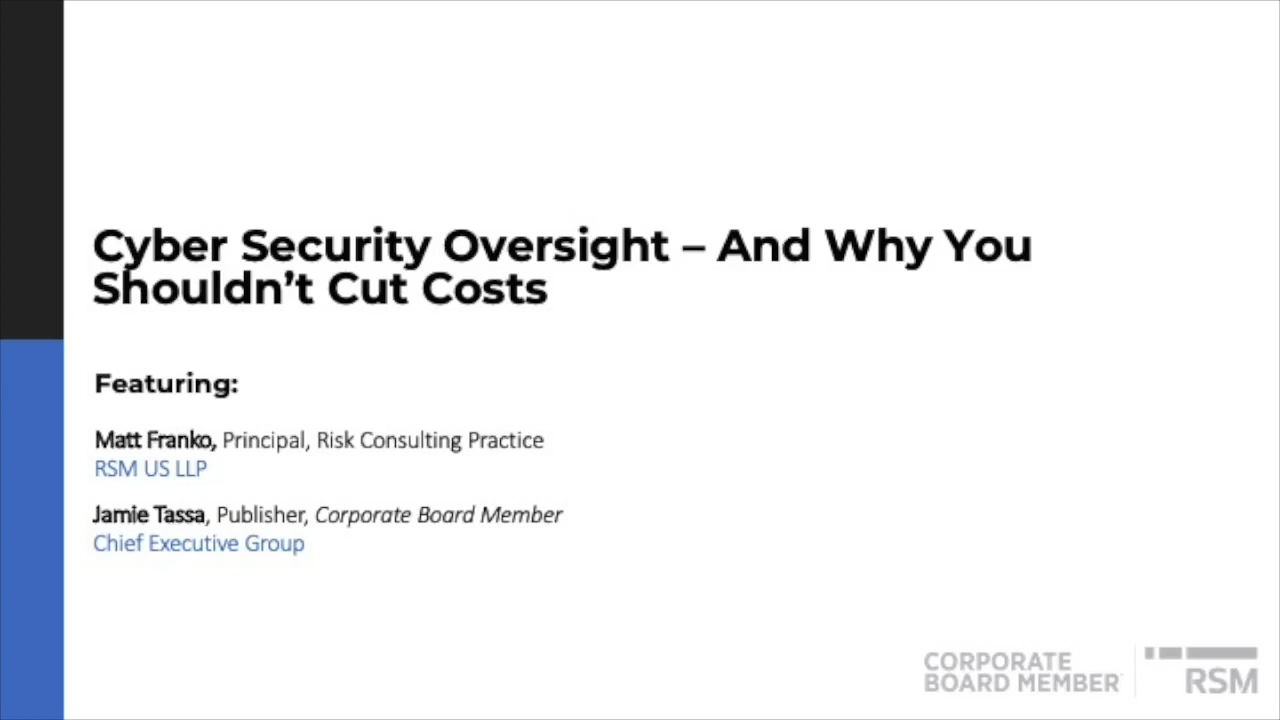 Cyber Security Oversight – And Why You
Shouldn’t Cut Costs
Featuring:
Matt Franko, Principal, Risk Consulting Practice
RSM US LLP
Jamie Tassa, Publisher, Corporate Board Member
Chief Executive Group
CORPORATE
BOARD MEMBER
RSM